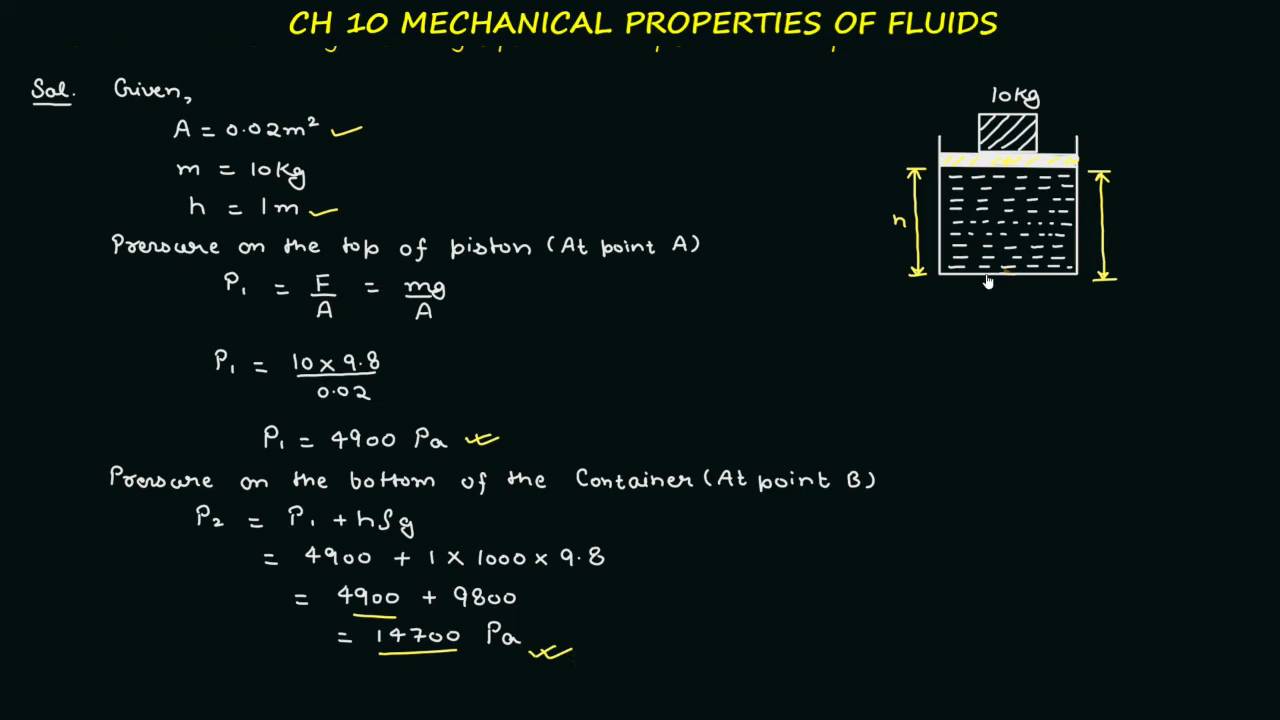 CH 10 MECHANICAL PROPERTIES OF FLUIDS
Sol. Given,
A = 0.02m²
m = 10Kg
h = 1m
Pressure on the top of piston (At point A)
P₁ = F/A = mg/A
P₁ = 10 × 9.8 / 0.02
P₁ = 4900 Pa
Pressure on the bottom of the Container (At point B)
P₂ = P₁ + hρg
= 4900 + 1 × 1000 × 9.8
= 4900 + 9800
= 14700 Pa
10Kg
h